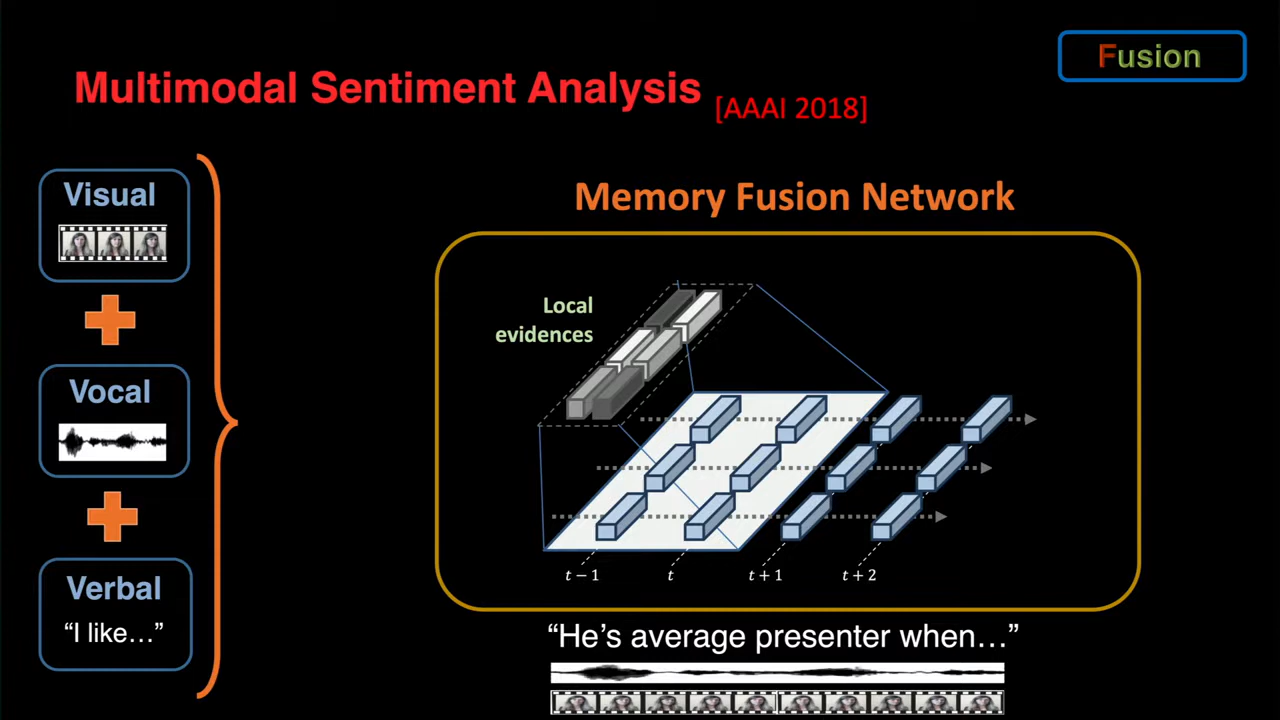 Fusion
Multimodal Sentiment Analysis [AAAI 2018]
Visual
Vocal
Verbal
“I like…”
Memory Fusion Network
Local
evidences
t − 1
t
t + 1
t + 2
“He’s average presenter when…”